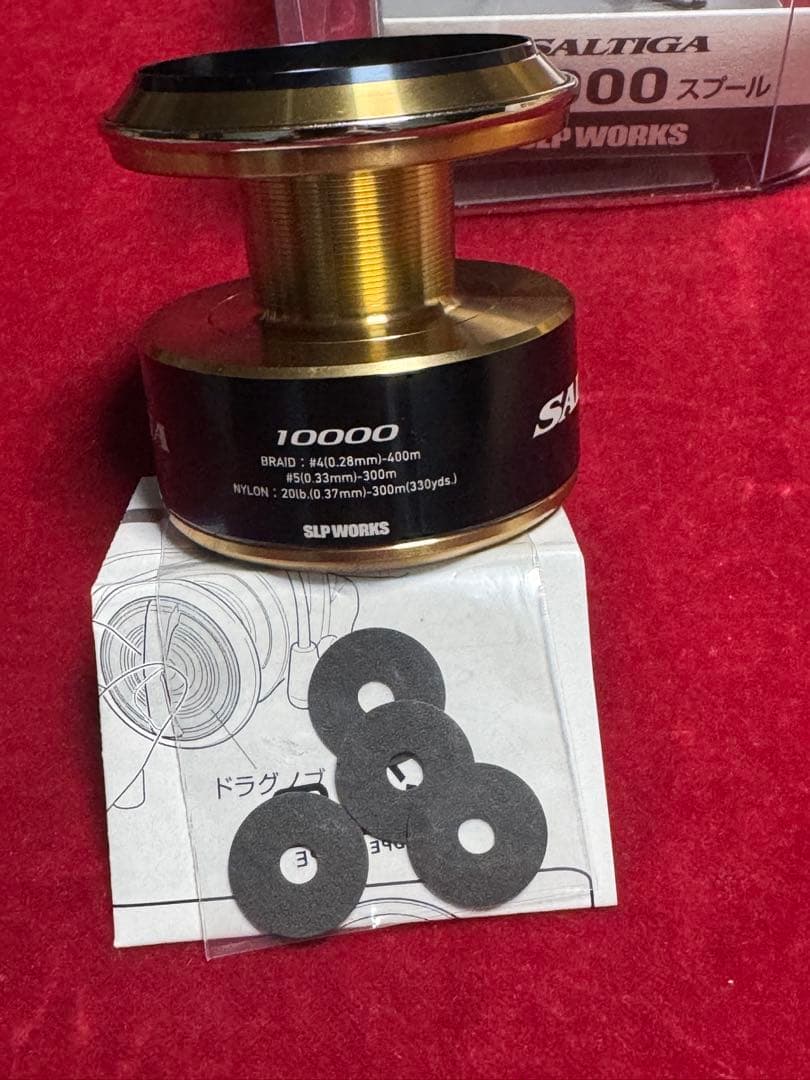 SALTIGA
000 スプール
SLP WORKS
10000
BRAID : #4(0.28mm)-400m
#5(0.33mm)-300m
NYLON : 20lb.(0.37mm)-300m(330yds.)
SLP WORKS
ドラグノブ